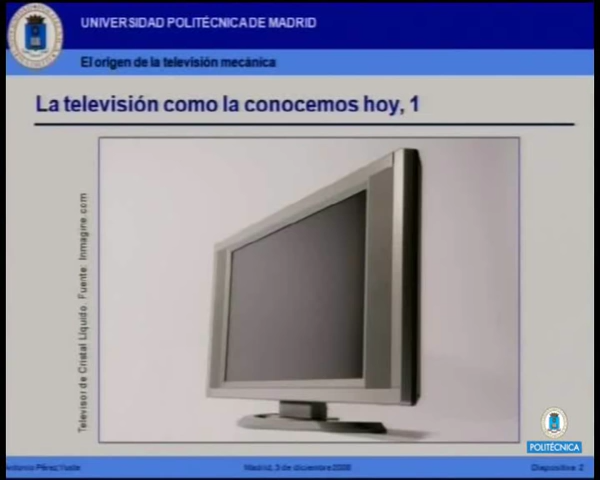 UNIVERSIDAD POLITÉCNICA DE MADRID
El origen de la televisión mecánica
La televisión como la conocemos hoy, 1
Televisor de Cristal Líquido. Fuente: Inmagine.com
POLITÉCNICA
Antonio Pérez Yuste
Madrid, 3 de diciembre 2008
Diapositiva 2